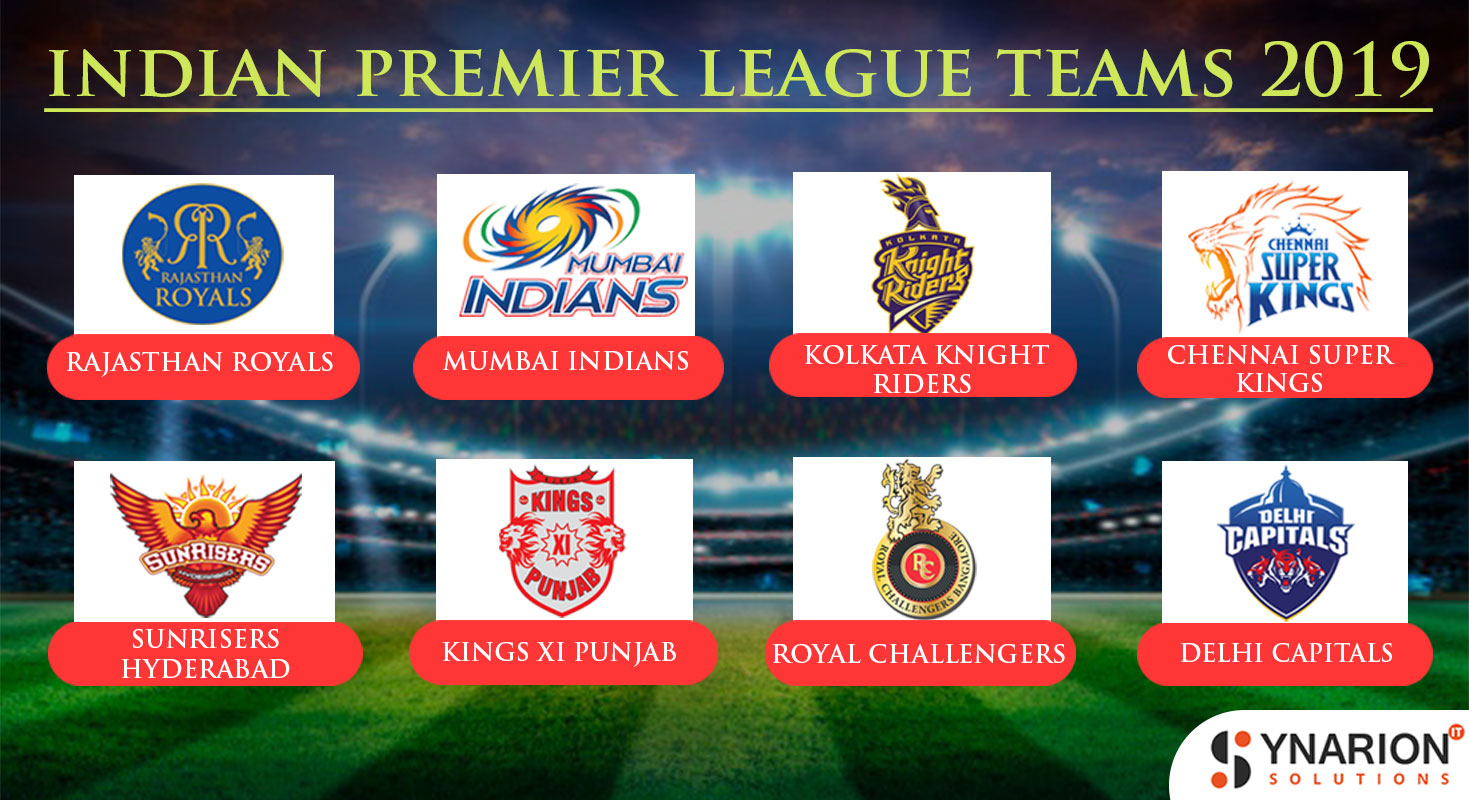 INDIAN PREMIER LEAGUE TEAMS 2019
RR
RAJASTHAN
ROYALS
RAJASTHAN ROYALS
MUMBAI
INDIANS
MUMBAI INDIANS
KOLKATA
Knight
Riders
KOLKATA KNIGHT
RIDERS
CHENNAI
SUPER
KINGS
CHENNAI SUPER
KINGS
SUNRISERS
HYDERABAD
SUNRISERS
HYDERABAD
KINGS
XI
PUNJAB
KINGS XI PUNJAB
RC
ROYAL CHALLENGERS BANGALORE
ROYAL CHALLENGERS
DELHI
CAPITALS
DELHI CAPITALS
SYNARION IT
SOLUTIONS